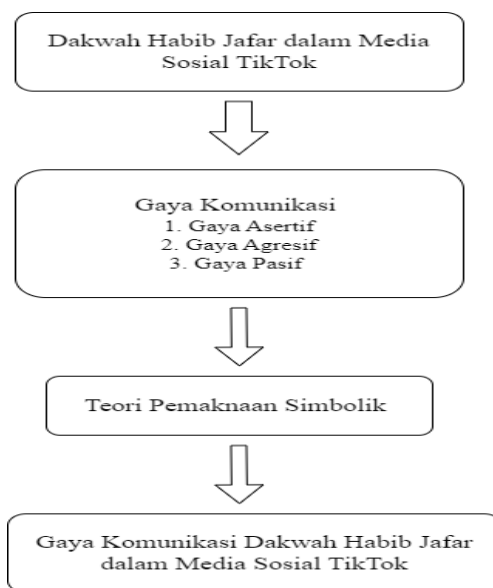 Dakwah Habib Jafar dalam Media
Sosial TikTok
Gaya Komunikasi
1. Gaya Asertif
2. Gaya Agresif
3. Gaya Pasif
Teori Pemaknaan Simbolik
Gaya Komunikasi Dakwah Habib Jafar
dalam Media Sosial TikTok